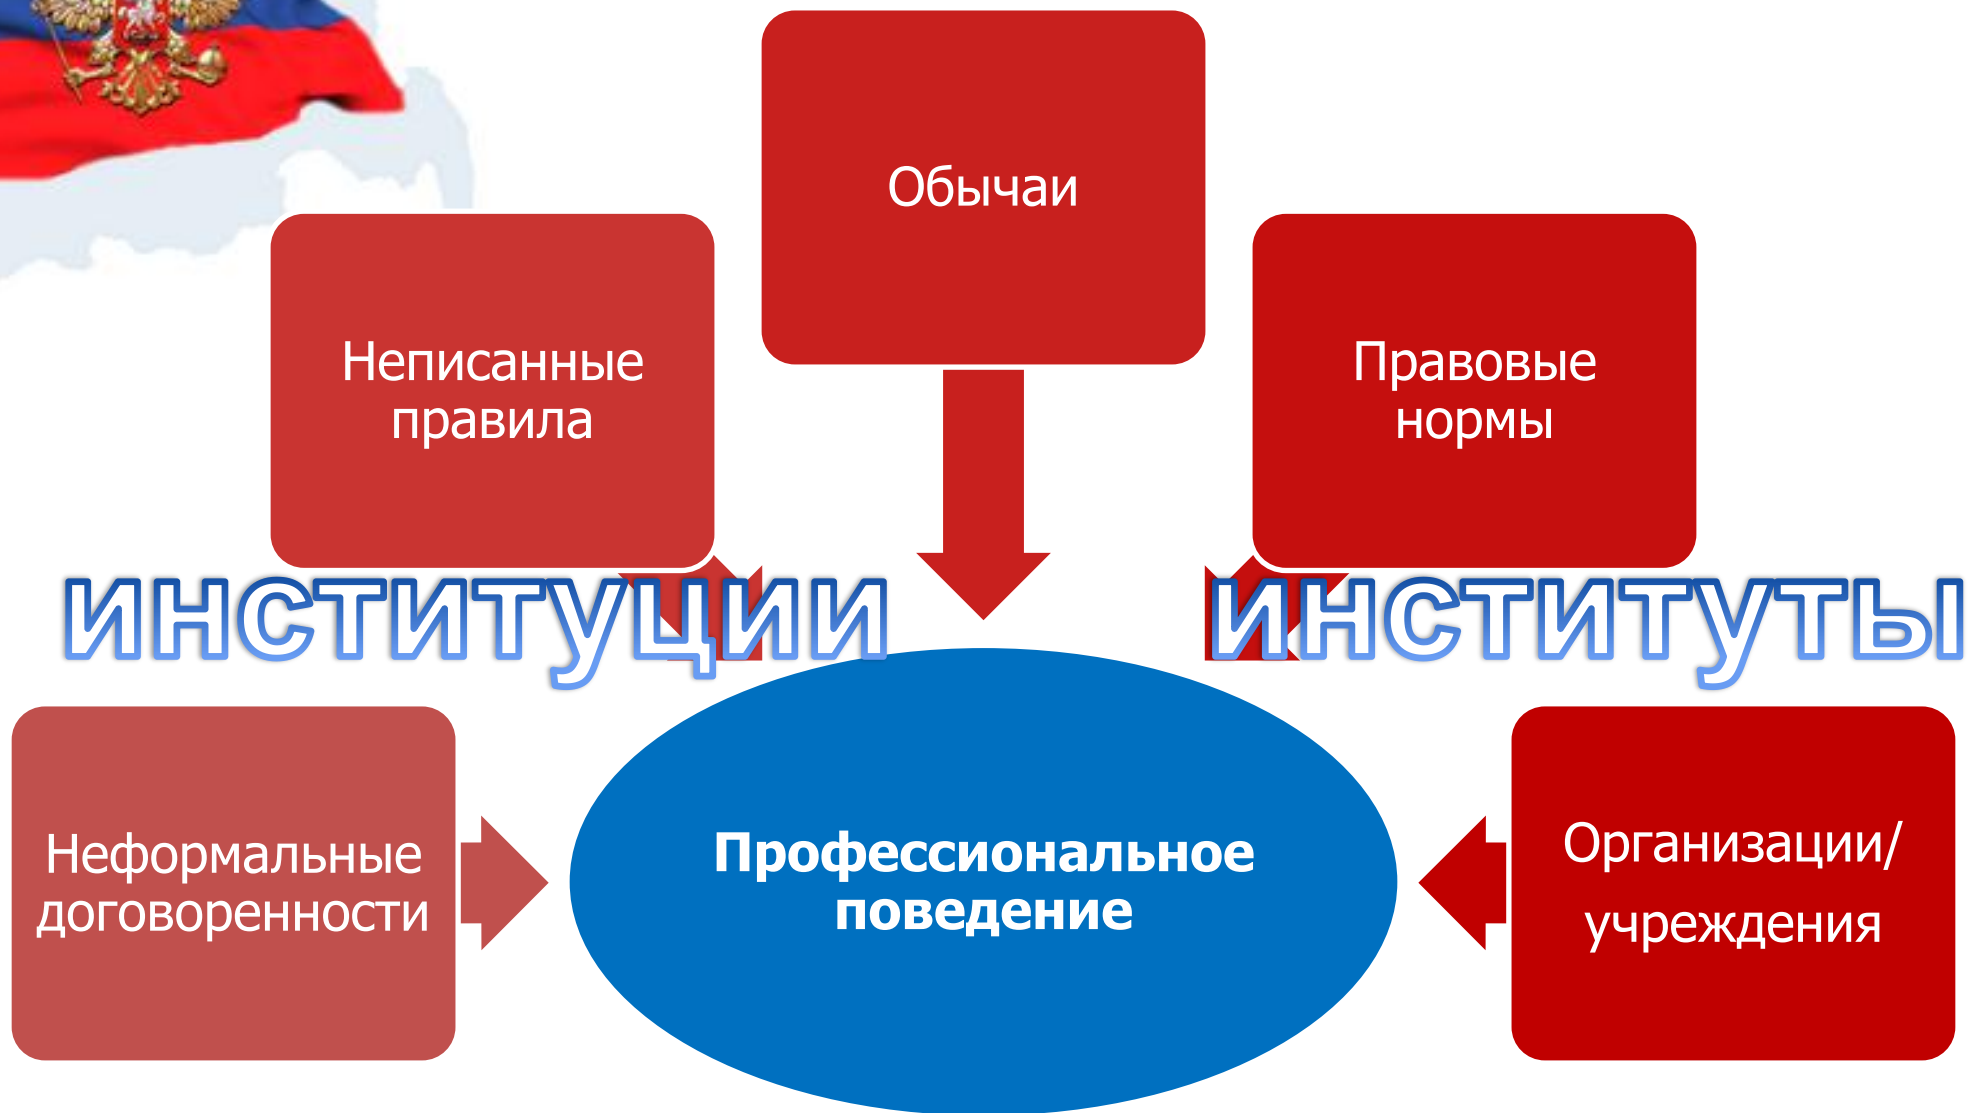 Обычаи
Неписанные
правила
Правовые
нормы
институции
институты
Неформальные
договоренности
Профессиональное
поведение
Организации/
учреждения